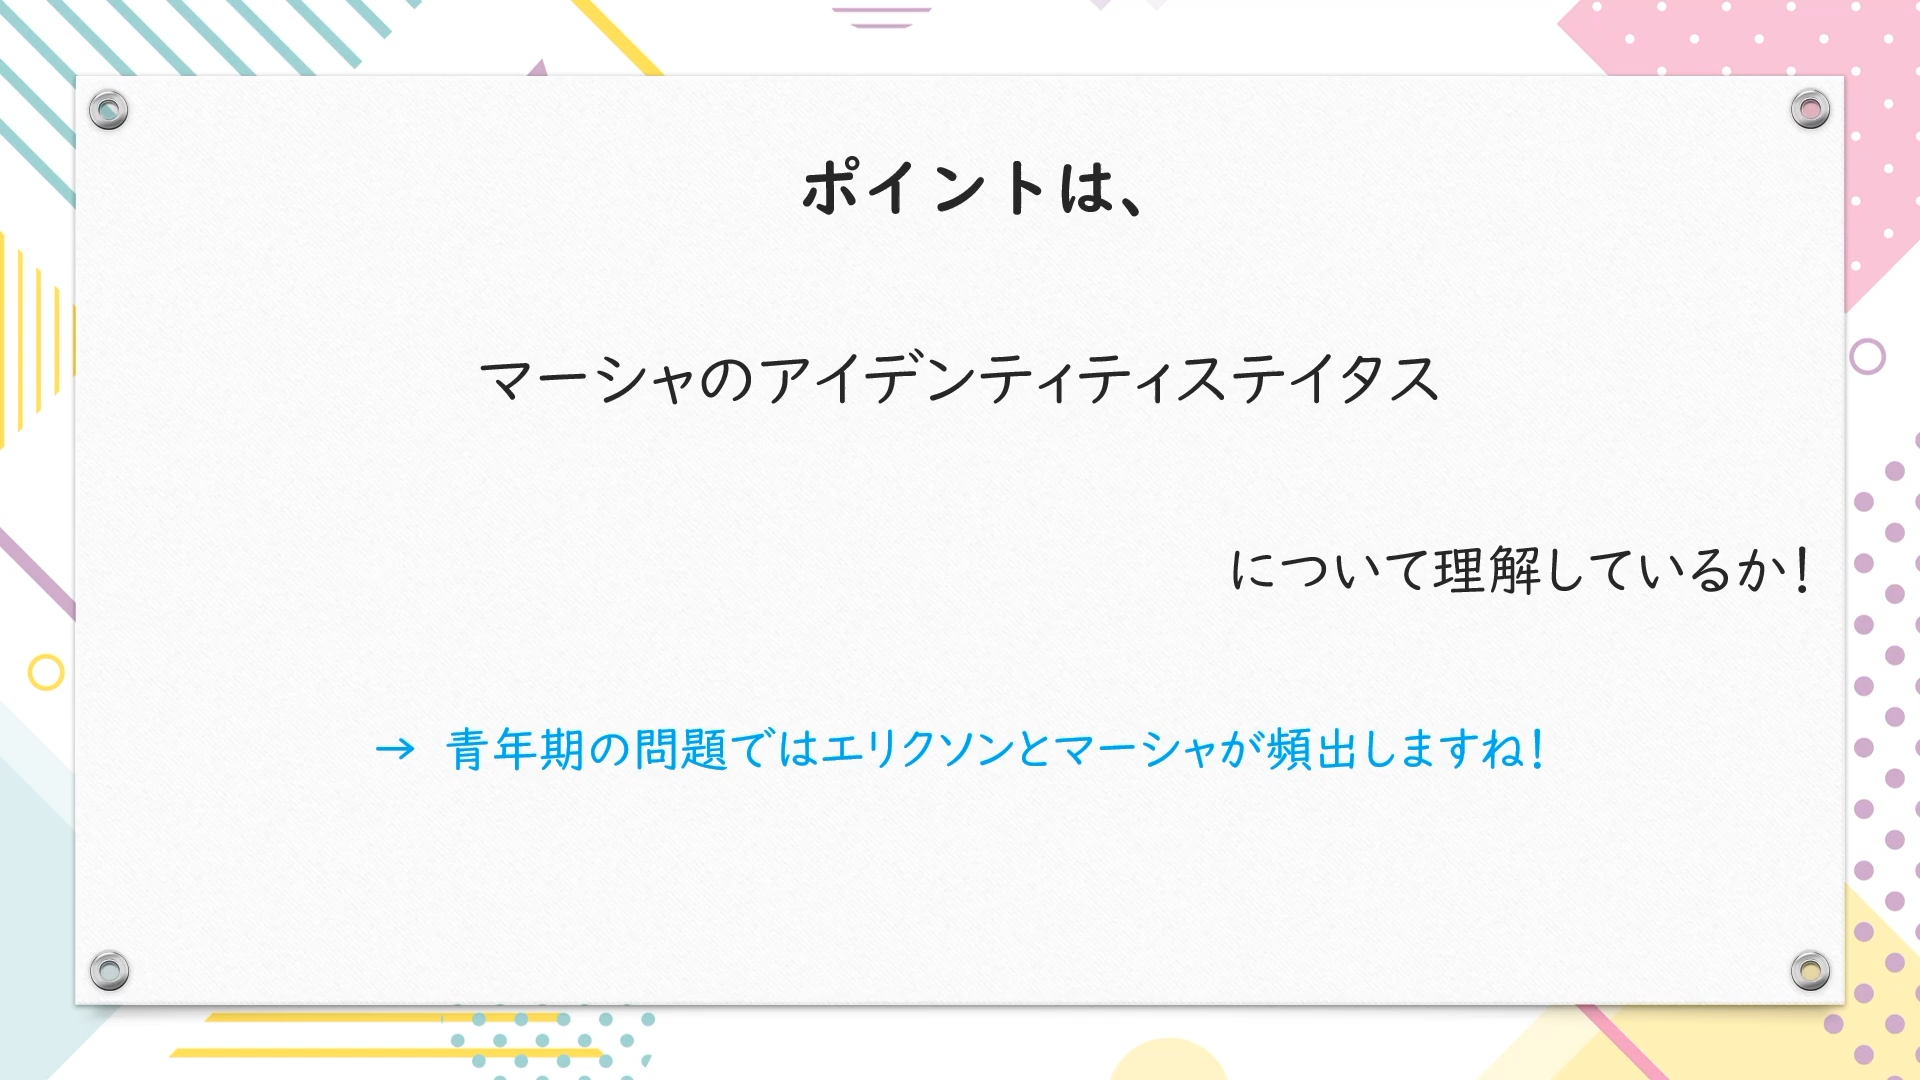 ポイントは、
マーシャのアイデンティティステイタス
について理解しているか！
→ 青年期の問題ではエリクソンとマーシャが頻出しますね！